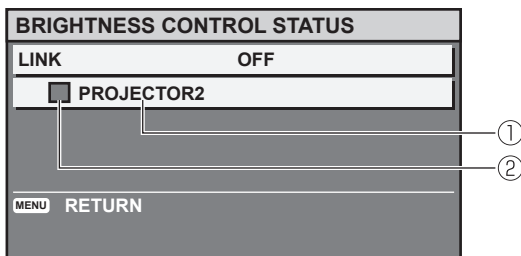 BRIGHTNESS CONTROL STATUS
LINK OFF
PROJECTOR2
①
②
MENU RETURN